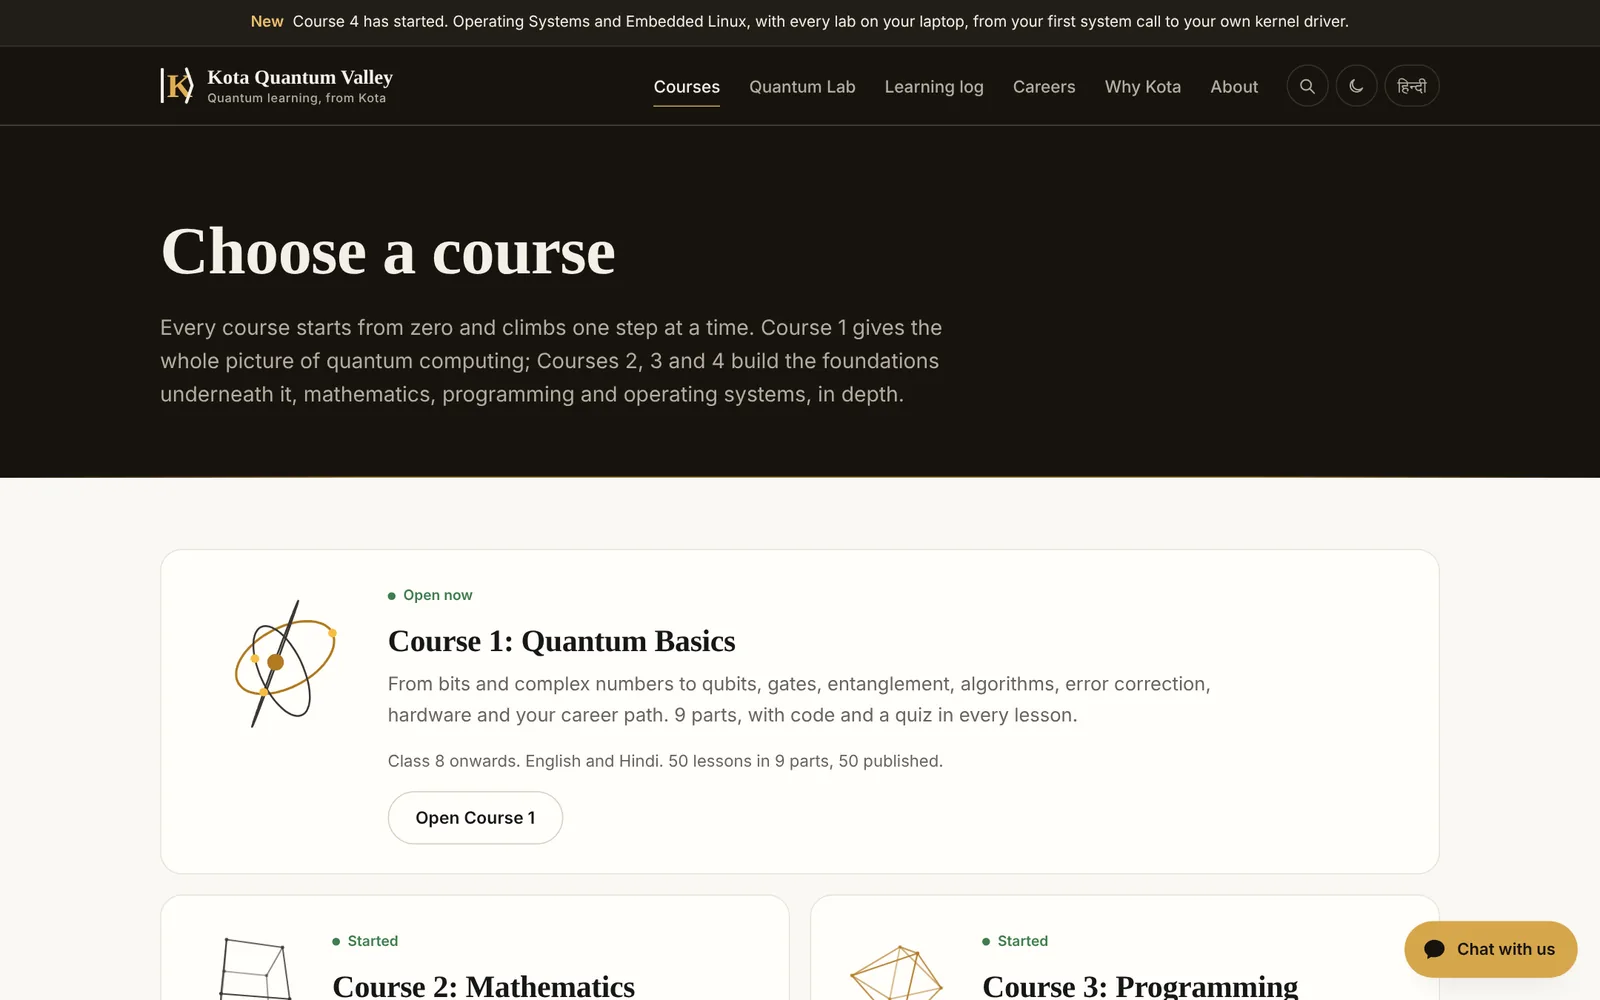 New Course 4 has started. Operating Systems and Embedded Linux, with every lab on your laptop, from your first system call to your own kernel driver.
K
Kota Quantum Valley
Quantum learning, from Kota
Courses
Quantum Lab
Learning log
Careers
Why Kota
About
हिन्दी
Choose a course
Every course starts from zero and climbs one step at a time. Course 1 gives the
whole picture of quantum computing; Courses 2, 3 and 4 build the foundations
underneath it, mathematics, programming and operating systems, in depth.
Open now
Course 1: Quantum Basics
From bits and complex numbers to qubits, gates, entanglement, algorithms, error correction,
hardware and your career path. 9 parts, with code and a quiz in every lesson.
Class 8 onwards. English and Hindi. 50 lessons in 9 parts, 50 published.
Open Course 1
Started
Course 2: Mathematics
Started
Course 3: Programming
Chat with us